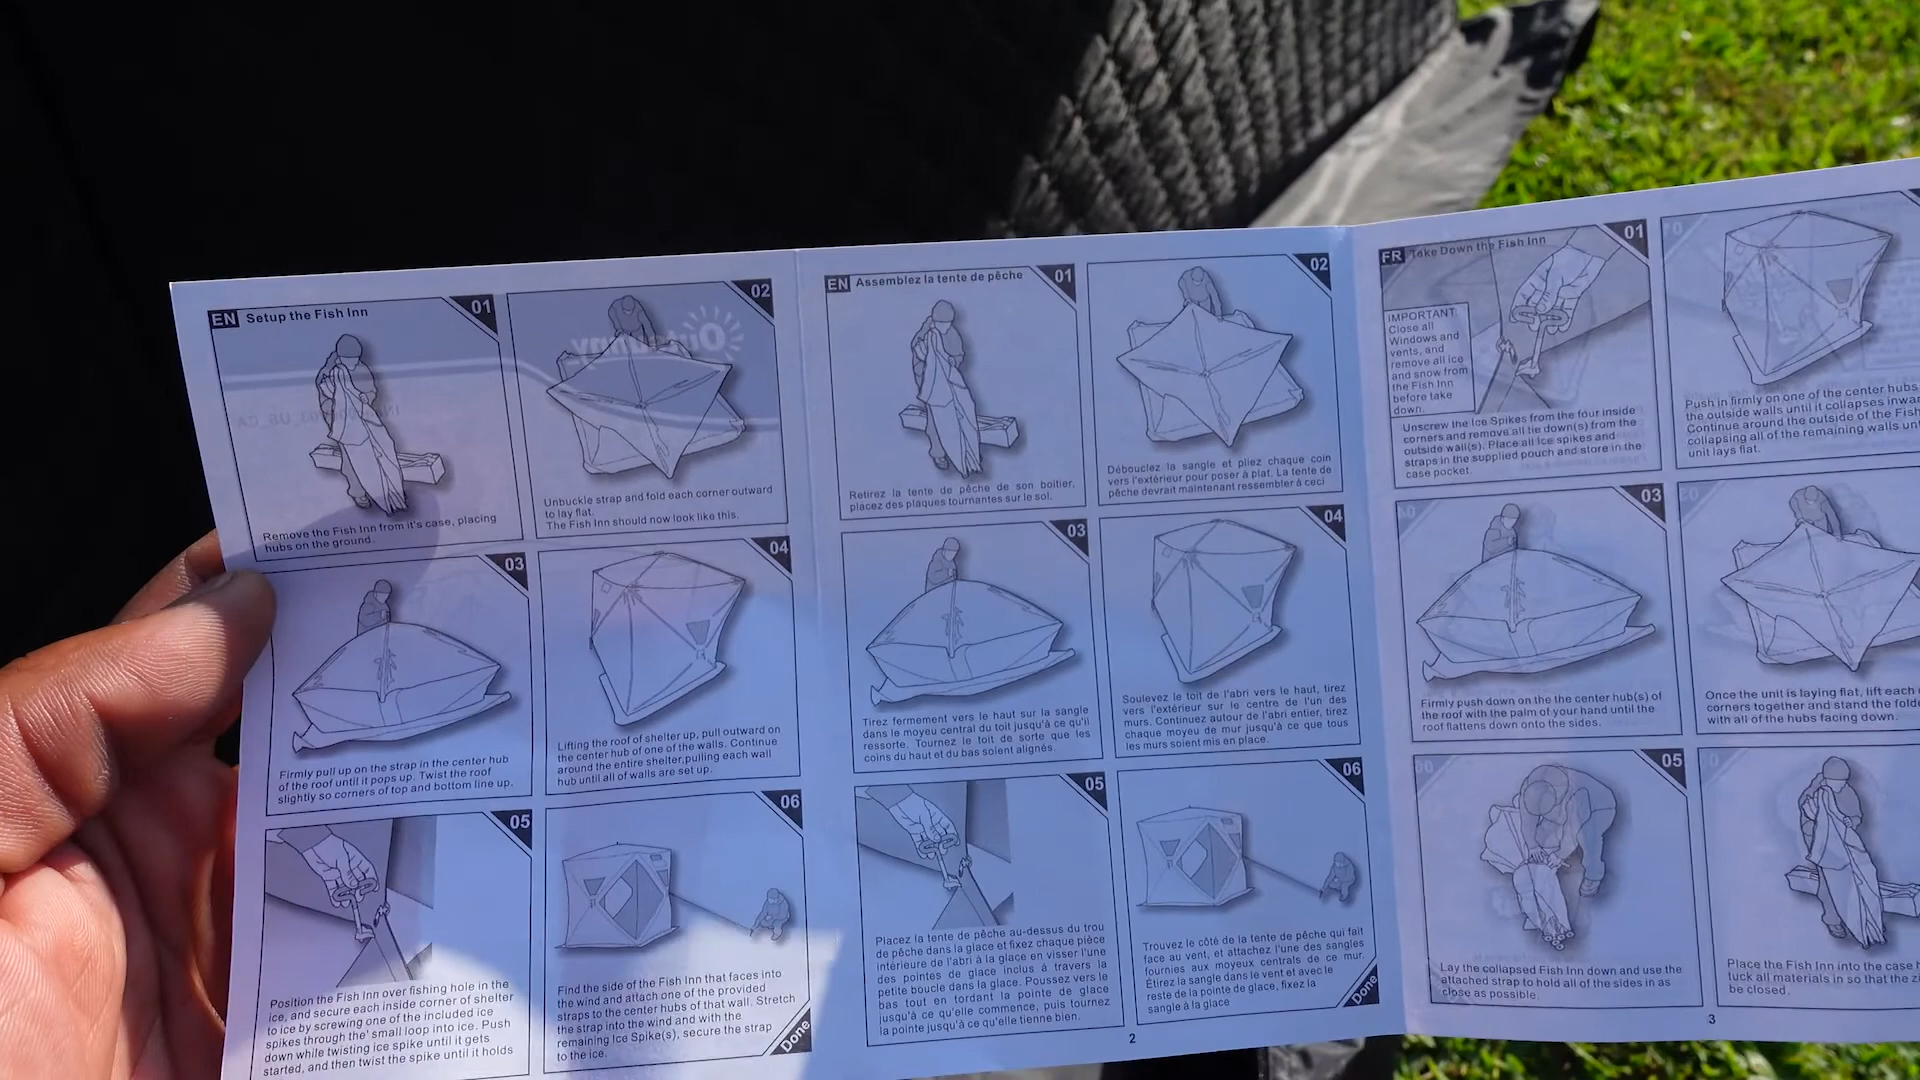 EN Setup the Fish Inn
01
Remove the Fish Inn from it's case, placing
hubs on the ground.
02
Unbuckle strap and fold each corner outward
to lay flat.
The Fish Inn should now look like this.
03
Firmly pull up on the strap in the center hub
of the roof until it pops up. Twist the roof
slightly so corners of top and bottom line up.
04
Lifting the roof of shelter up, pull outward on
the center hub of one of the walls. Continue
around the entire shelter,pulling each wall
hub until all of walls are set up.
05
Position the Fish Inn over fishing hole in the
ice, and secure each inside corner of shelter
to ice by screwing one of the included ice
spikes through the' small loop into ice. Push
down while twisting ice spike until it gets
started, and then twist the spike until it holds
06
Find the side of the Fish Inn that faces into
the wind and attach one of the provided
straps to the center hubs of that wall. Stretch
the strap into the wind and with the
remaining Ice Spike(s), secure the strap
to the ice.
Done
EN Assemblez la tente de pêche
01
Retirez la tente de pêche de son boîtier,
placez des plaques tournantes sur le sol.
02
Débouclez la sangle et pliez chaque coin
vers l'extérieur pour poser à plat. La tente de
pêche devrait maintenant ressembler à ceci
03
Tirez fermement vers le haut sur la sangle
dans le moyeu central du toit jusqu'à ce qu'il
ressorte. Tournez le toit de sorte que les
coins du haut et du bas soient alignés.
04
Soulevez le toit de l'abri vers le haut, tirez
vers l'extérieur sur le centre de l'un des
murs. Continuez autour de l'abri entier, tirez
chaque moyeu de mur jusqu'à ce que tous
les murs soient mis en place.
05
Placez la tente de pêche au-dessus du trou
de pêche dans la glace et fixez chaque pièce
intérieure de l'abri à la glace en visser l'une
des pointes de glace inclus à travers la
petite boucle dans la glace. Poussez vers le
bas tout en tordant la pointe de glace
jusqu'à ce qu'elle commence, puis tournez
la pointe jusqu'à ce qu'elle tienne bien.
06
Trouvez le côté de la tente de pêche qui fait
face au vent, et attachez l'une des sangles
fournies aux moyeux centrals de ce mur.
Étirez la sangle dans le vent et avec le
reste de la pointe de glace, fixez la
sangle à la glace
Done
2
FR Take Down the Fish Inn
01
IMPORTANT
Close all
Windows and
vents, and
remove all ice
and snow from
the Fish Inn
before take
down.
Unscrew the Ice Spikes from the four inside
corners and remove all tie down(s) from the
outside wall(s). Place all Ice spikes and
straps in the supplied pouch and store in the
case pocket.
Push in firmly on one of the center hubs
the outside walls until it collapses
Continue around the outside of the
collapsing all of the remaining walls
unit lays flat.
03
Firmly push down on the the center hub(s) of
the roof with the palm of your hand until the
roof flattens down onto the sides.
Once the unit is laying flat, lift each
corners together and stand the
with all of the hubs facing down.
05
Lay the collapsed Fish Inn down and use the
attached strap to hold all of the sides in as
close as possible.
Place the Fish Inn into the case
tuck all materials in so that the
be closed.
3